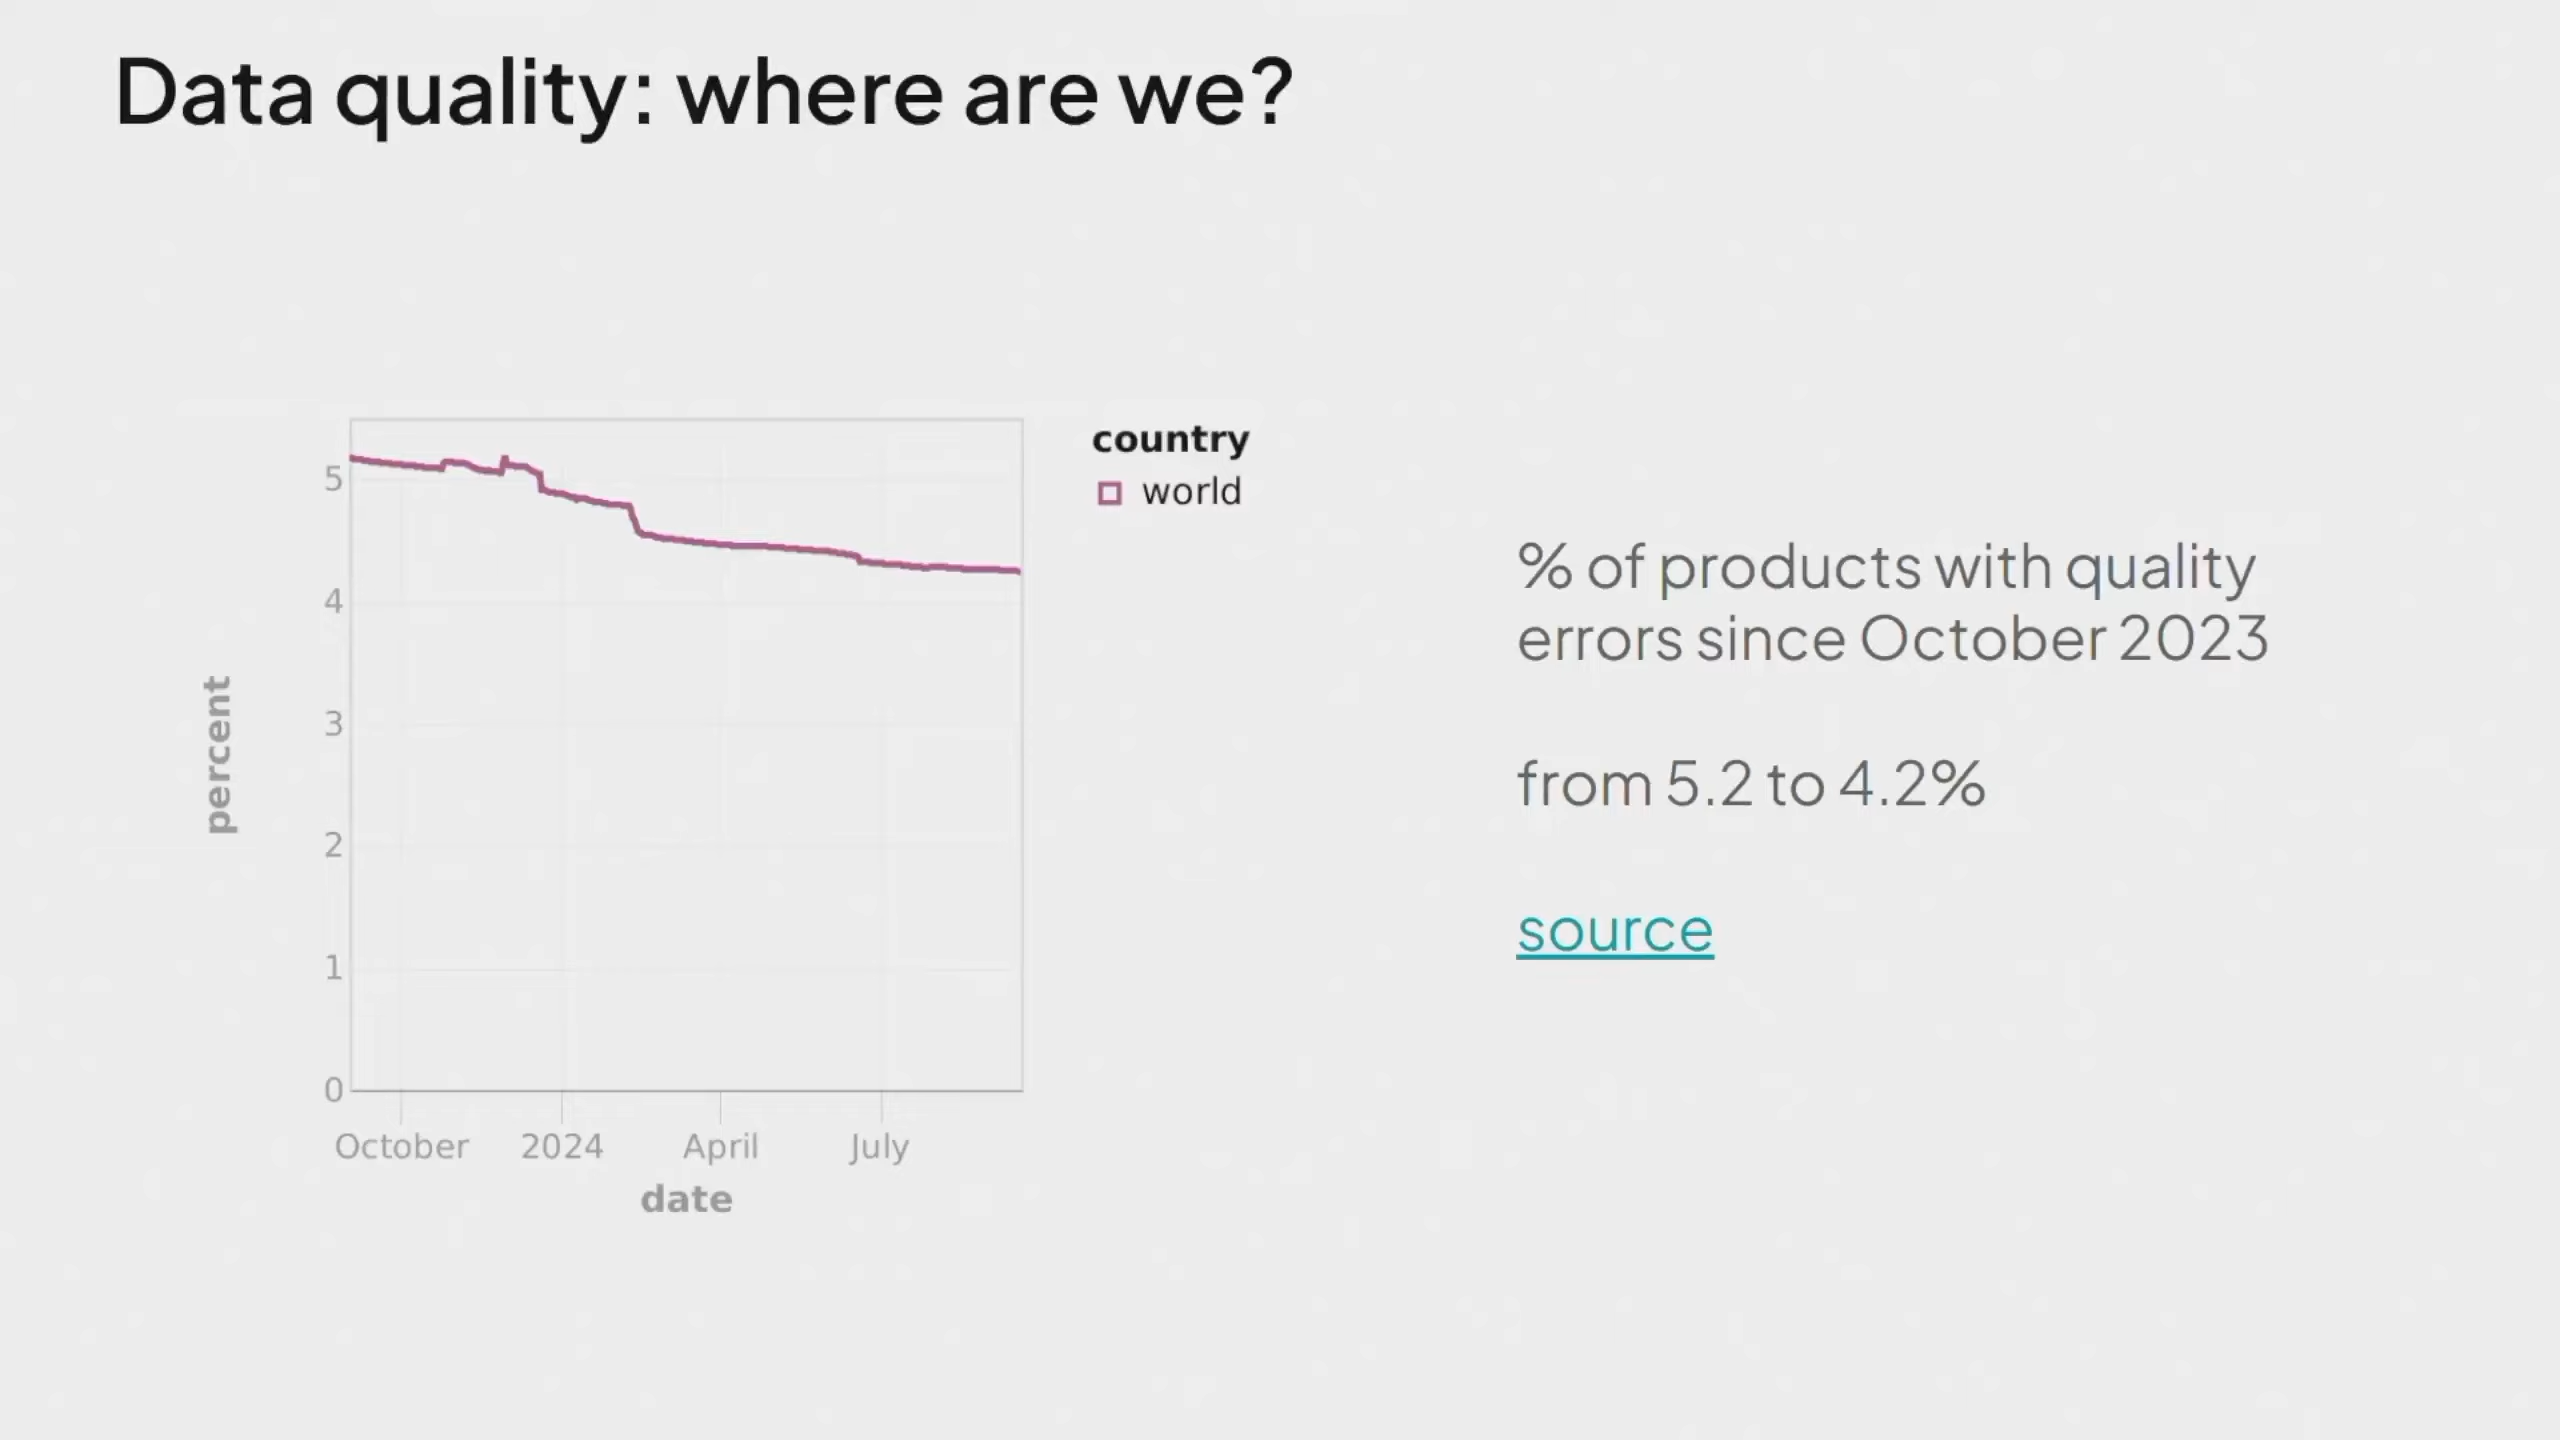 Data quality: where are we?
country
world
5
4
3
2
1
0
percent
October 2024 April July
date
% of products with quality
errors since October 2023
from 5.2 to 4.2%
source